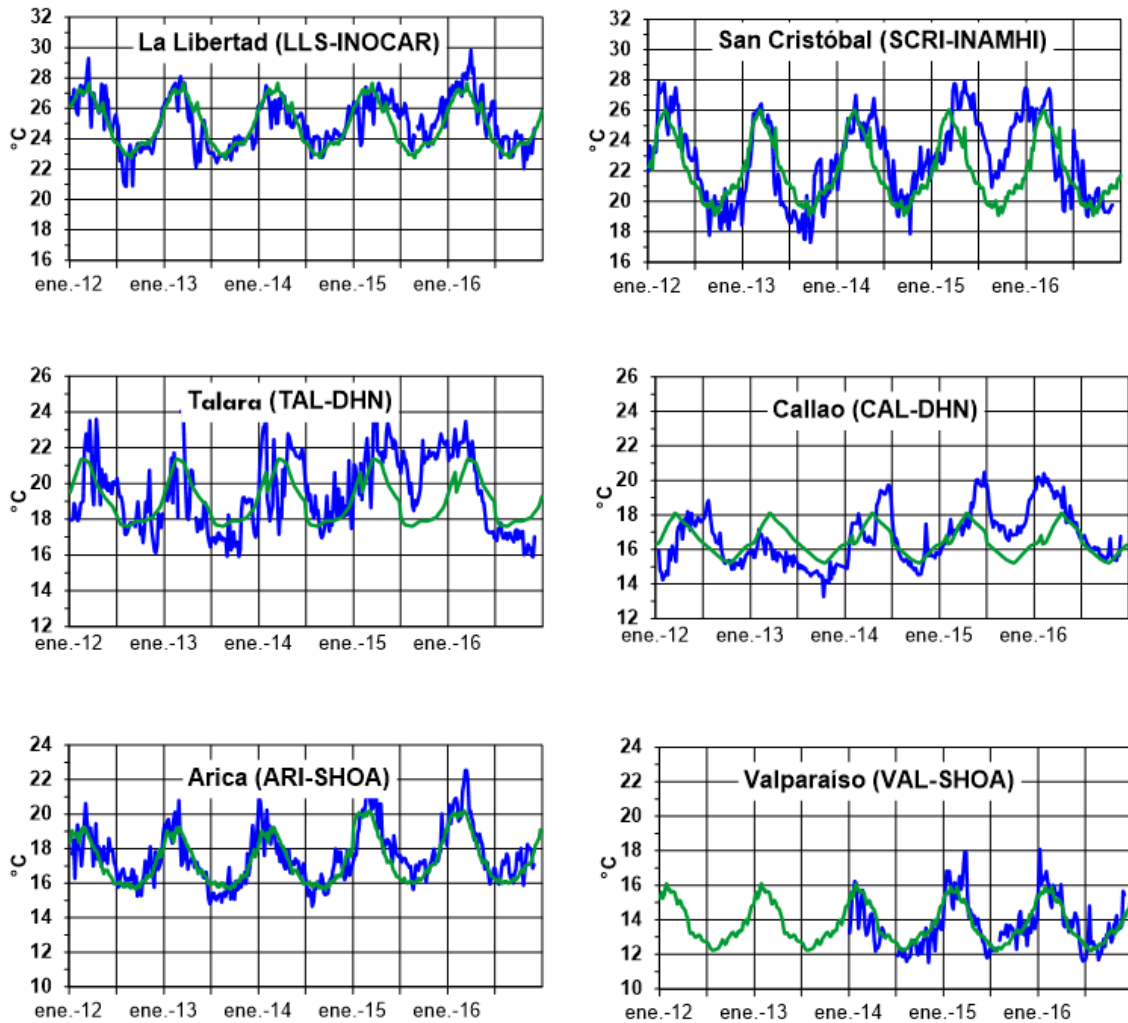 La Libertad (LLS-INOCAR)
32
30
28
26
24
22
20
18
16
°C
ene.-12 ene.-13 ene.-14 ene.-15 ene.-16
San Cristóbal (SCRI-INAMHI)
32
30
28
26
24
22
20
18
16
°C
ene.-12 ene.-13 ene.-14 ene.-15 ene.-16
Talara (TAL-DHN)
26
24
22
20
18
16
14
12
°C
ene.-12 ene.-13 ene.-14 ene.-15 ene.-16
Callao (CAL-DHN)
26
24
22
20
18
16
14
12
°C
ene.-12 ene.-13 ene.-14 ene.-15 ene.-16
Arica (ARI-SHOA)
24
22
20
18
16
14
12
10
°C
ene.-12 ene.-13 ene.-14 ene.-15 ene.-16
Valparaíso (VAL-SHOA)
24
22
20
18
16
14
12
10
°C
ene.-12 ene.-13 ene.-14 ene.-15 ene.-16